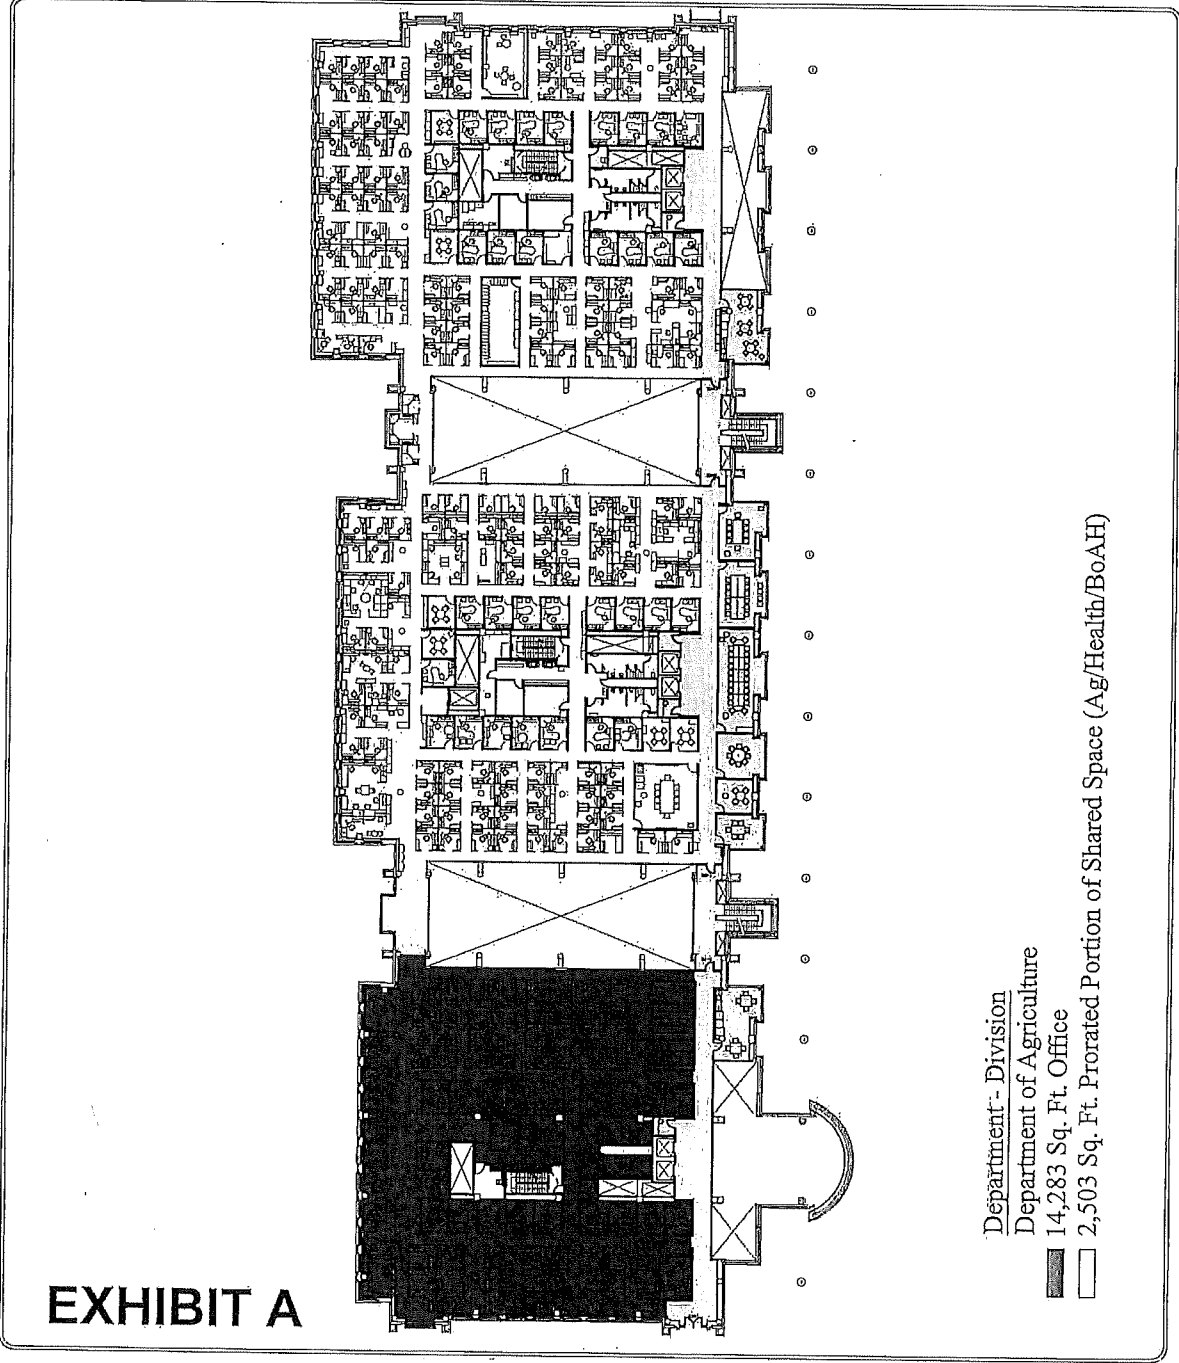 EXHIBIT A
Department - Division
Department of Agriculture
14,283 Sq. Ft. Office
2,503 Sq. Ft. Prorated Portion of Shared Space (Ag/Health/BoAH)